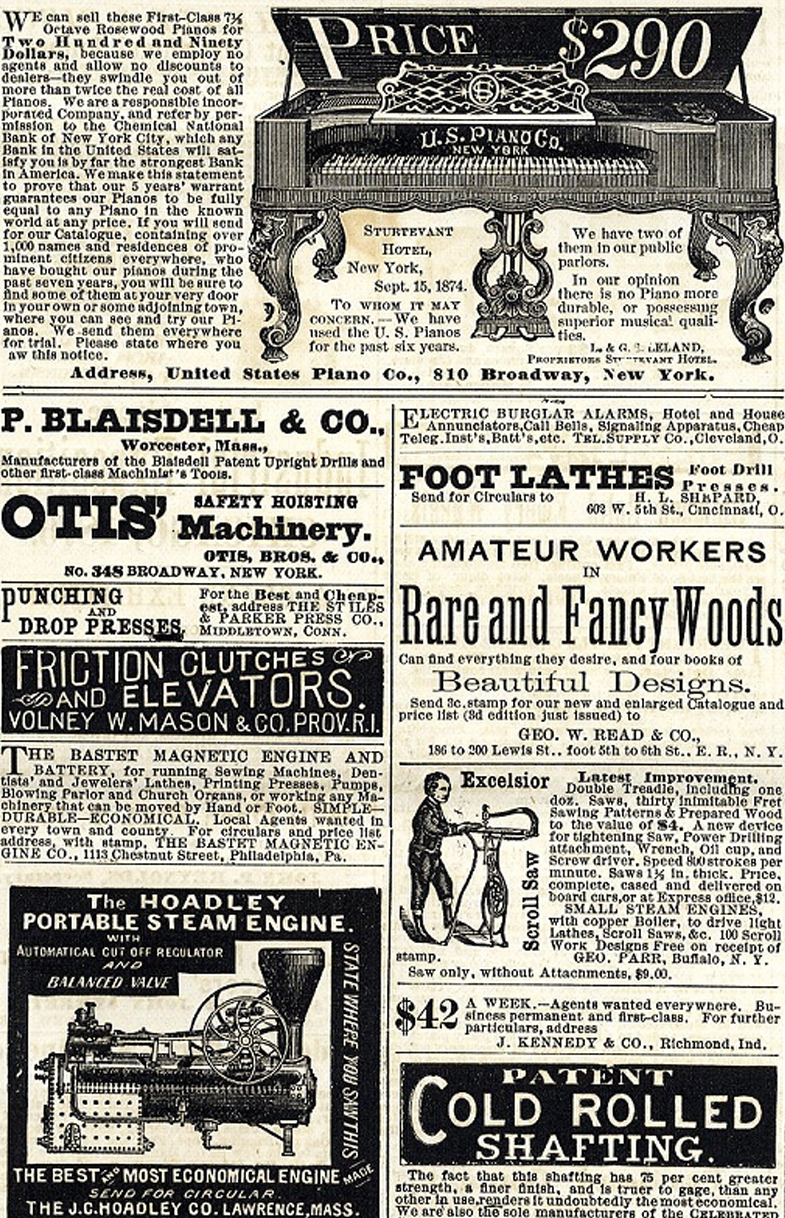 WE can sell these First-Class 7⅓
Octave Rosewood Pianos for
Two Hundred and Ninety
Dollars, because we employ no
agents and allow no discounts to
dealers—they swindle you out of
more than twice the real cost of all
Pianos. We are a responsible incor-
porated Company, and refer by per-
mission to the Chemical National
Bank of New York City, which any
Bank in the United States will sat-
isfy you is by far the strongest Bank
in America. We make this statement
to prove that our 5 years' warrant
guarantees our Pianos to be fully
equal to any Piano in the known
world at any price. If you will send
for our Catalogue, containing over
1,000 names and residences of pro-
minent citizens everywhere, who
have bought our pianos during the
past seven years, you will be sure to
find some of them at your very door
in your own or some adjoining town,
where you can see and try our Pi-
anos. We send them everywhere
for trial. Please state where you
aw this notice.
PRICE $290
U.S. PIANO CO.
NEW YORK
STURTEVANT
HOTEL,
New York,
Sept. 15, 1874.
TO WHOM IT MAY
CONCERN.—We have
used the U. S. Pianos
for the past six years.
We have two of
them in our public
parlors.
In our opinion
there is no Piano more
durable, or possessing
superior musical quali-
ties.
L. & G. LELAND,
PROPRIETORS STURTEVANT HOTEL.
Address, United States Piano Co., 810 Broadway, New York.
P. BLAISDELL & CO.,
Worcester, Mass.,
Manufacturers of the Blaisdell Patent Upright Drills and
other first-class Machinist's Tools.
OTIS' SAFETY HOISTING
Machinery.
OTIS, BROS. & CO.,
No. 348 BROADWAY, NEW YORK.
PUNCHING
AND
DROP PRESSES.
For the Best and Cheap-
est, address THE STILES
& PARKER PRESS CO.,
MIDDLETOWN, CONN.
FRICTION CLUTCHES
AND ELEVATORS.
VOLNEY W. MASON & CO. PROV. R.I.
THE BASTET MAGNETIC ENGINE AND
BATTERY, for running Sewing Machines, Den-
tists' and Jewelers' Lathes, Printing Presses, Pumps,
Blowing Parlor and Church Organs, or working any Ma-
chinery that can be moved by Hand or Foot. SIMPLE—
DURABLE—ECONOMICAL. Local Agents wanted in
every town and county. For circulars and price list
address, with stamp, THE BASTET MAGNETIC EN-
GINE CO., 1113 Chestnut Street, Philadelphia, Pa.
The HOADLEY
PORTABLE STEAM ENGINE.
WITH
AUTOMATICAL CUT OFF REGULATOR
AND
BALANCED VALVE
STATE WHERE YOU SAW THIS
THE BEST AND MOST ECONOMICAL ENGINE MADE
SEND FOR CIRCULAR.
THE J.C. HOADLEY CO. LAWRENCE, MASS.
ELECTRIC BURGLAR ALARMS, Hotel and House
Annunciators, Call Bells, Signaling Apparatus, Cheap
Teleg. Inst's, Batt's, etc. TEL. SUPPLY Co., Cleveland, O.
FOOT LATHES Foot Drill
Presses.
Send for Circulars to H. L. SHEPARD,
602 W. 5th St., Cincinnati, O.
AMATEUR WORKERS
IN
Rare and Fancy Woods
Can find everything they desire, and four books of
Beautiful Designs.
Send 3c. stamp for our new and enlarged Catalogue and
price list (3d edition just issued) to
GEO. W. READ & CO.,
186 to 200 Lewis St., foot 5th to 6th St., E. R., N. Y.
Excelsior
Scroll Saw
Latest Improvement.
Double Treadle, including one
doz. Saws, thirty inimitable Fret
Sawing Patterns & Prepared Wood
to the value of $4. A new device
for tightening Saw, Power Drilling
attachment, Wrench, Oil cup, and
Screw driver. Speed 800 strokes per
minute. Saws 1½ in. thick. Price,
complete, cased and delivered on
board cars, or at Express office, $12.
SMALL STEAM ENGINES,
with copper Boiler, to drive light
Lathes, Scroll Saws, &c. 100 Scroll
Work Designs Free on receipt of
stamp. GEO. PARR, Buffalo, N. Y.
Saw only, without Attachments, $9.00.
$42 A WEEK.—Agents wanted everywhere. Bu-
siness permanent and first-class. For further
particulars, address
J. KENNEDY & CO., Richmond, Ind.
PATENT
COLD ROLLED
SHAFTING.
The fact that this shafting has 75 per cent greater
strength, a finer finish, and is truer to gage, than any
other in use, renders it undoubtedly the most economical.
We are also the sole manufacturers of the CELEBRATED